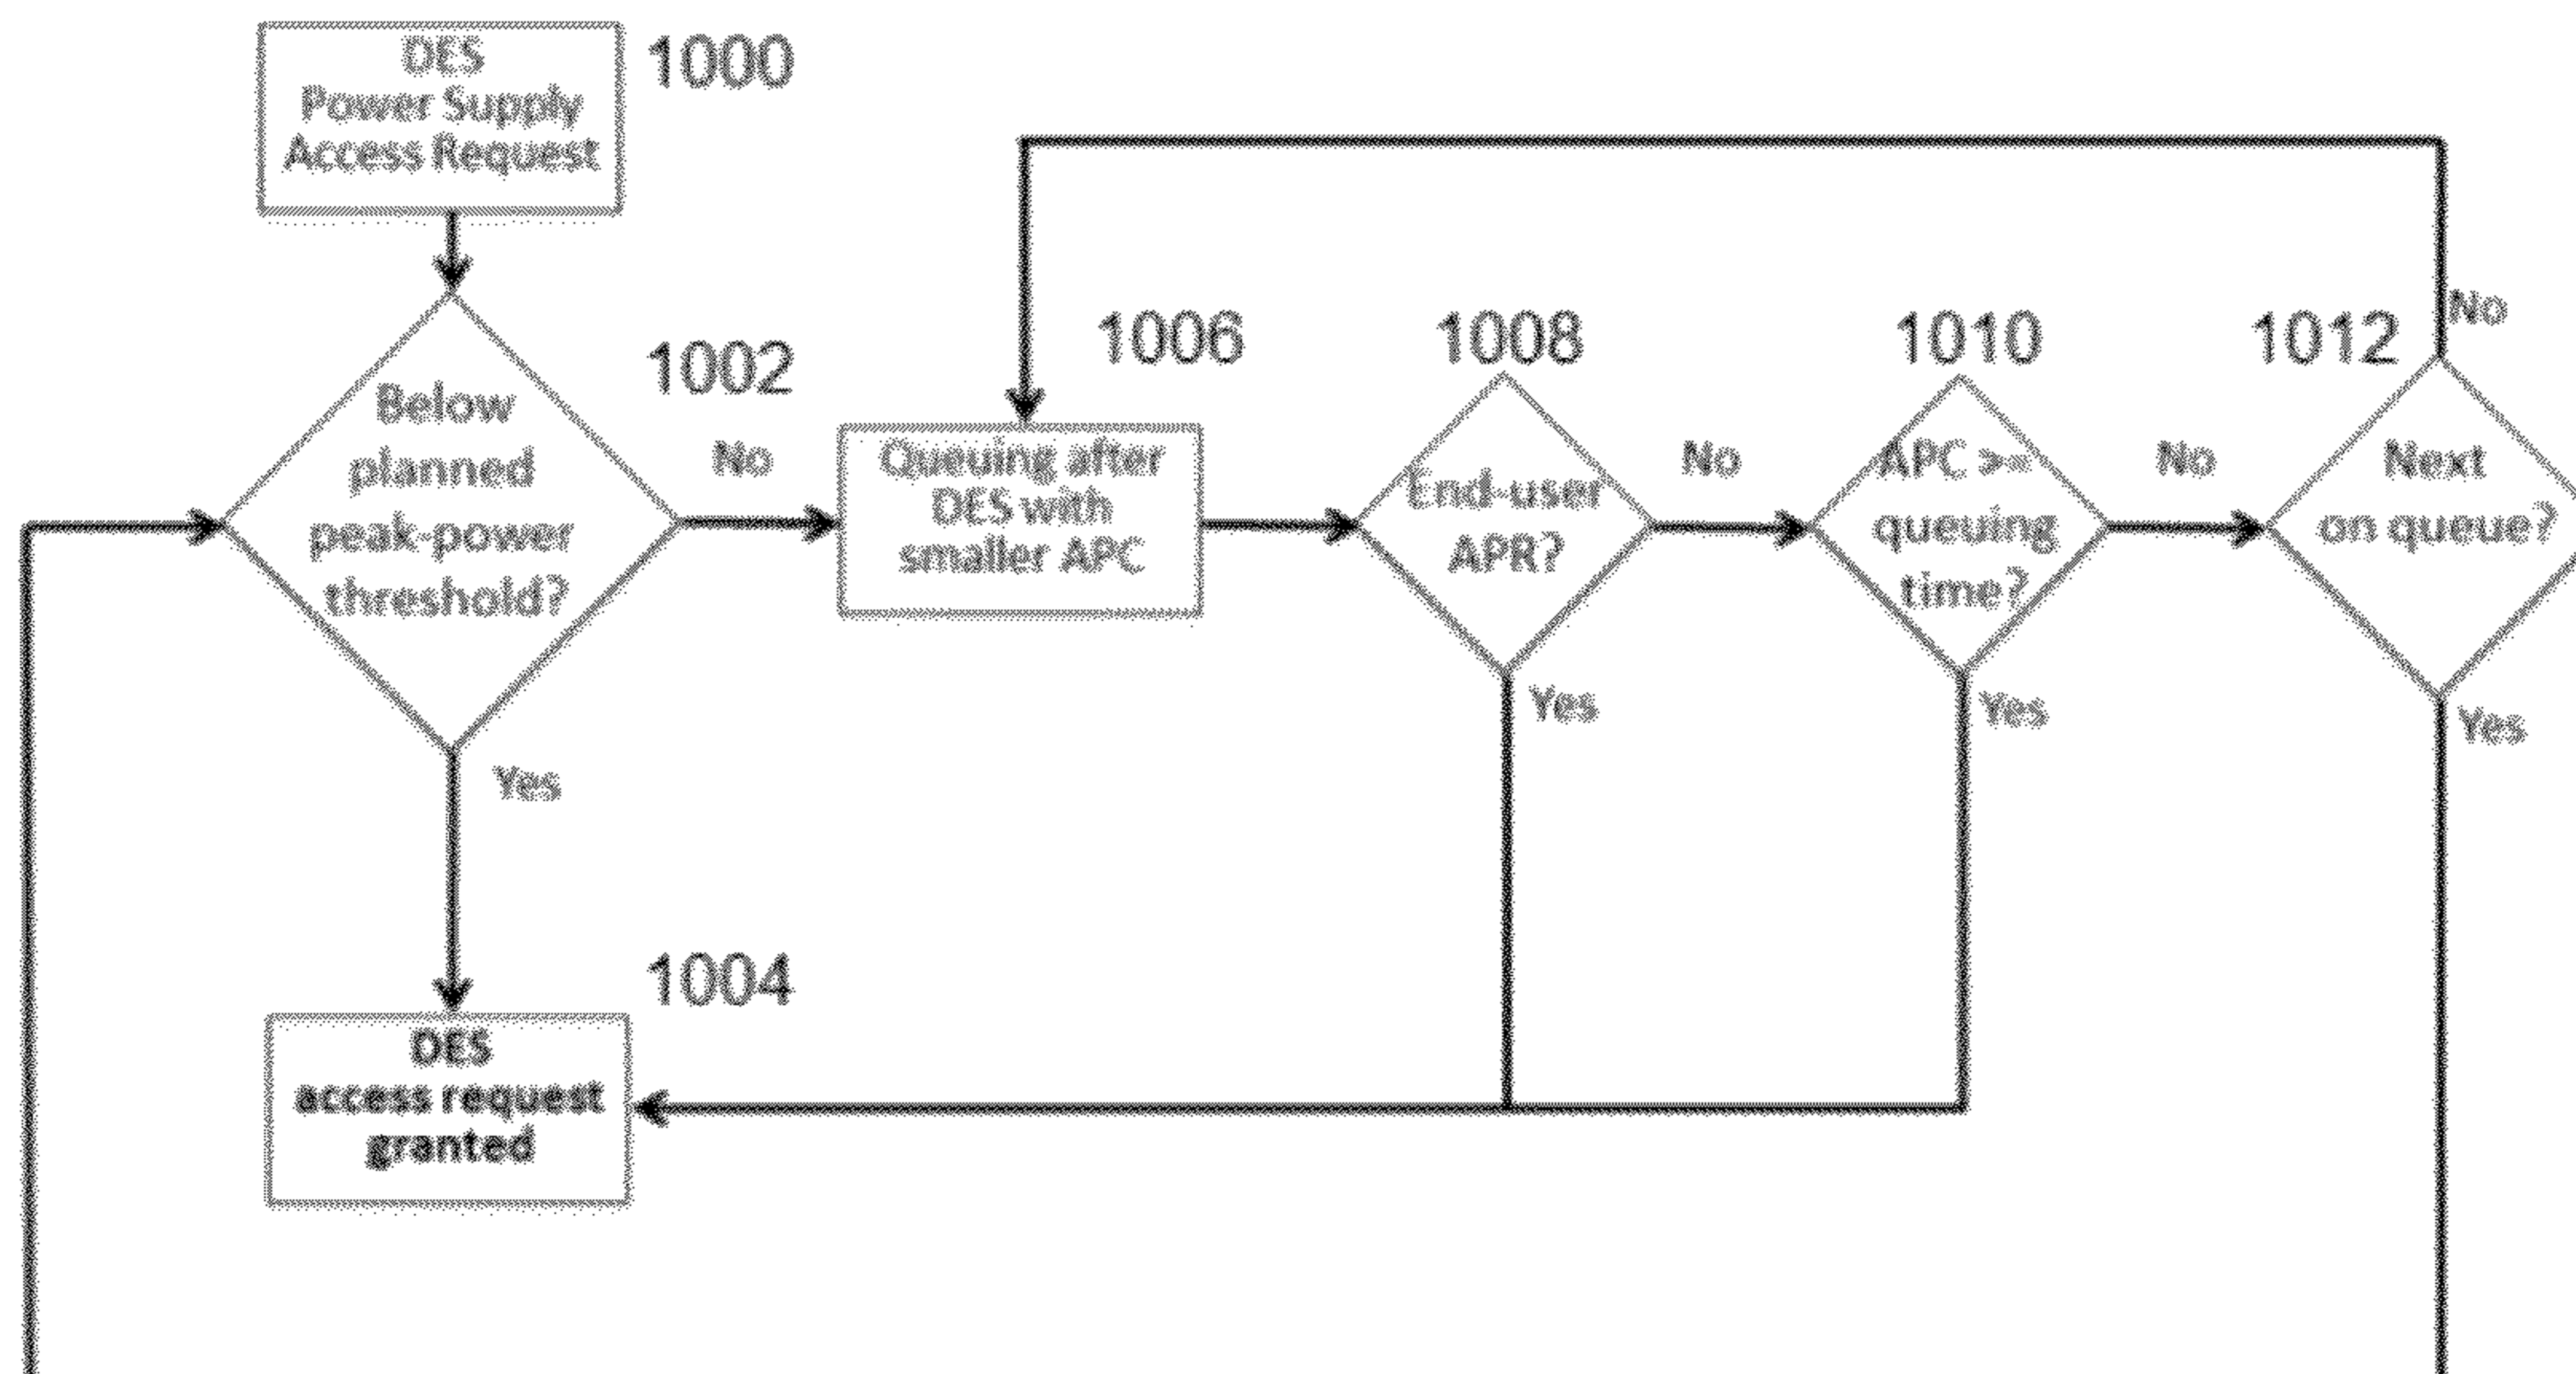 DES
Power Supply
Access Request
1000
Below
planned
peak-power
threshold?
1002
No
Yes
DES
access request
granted
1004
Queuing after
DES with
smaller APC
1006
End-user
APR?
1008
No
Yes
APC >=
queuing
time?
1010
No
Yes
Next
on queue?
1012
No
Yes